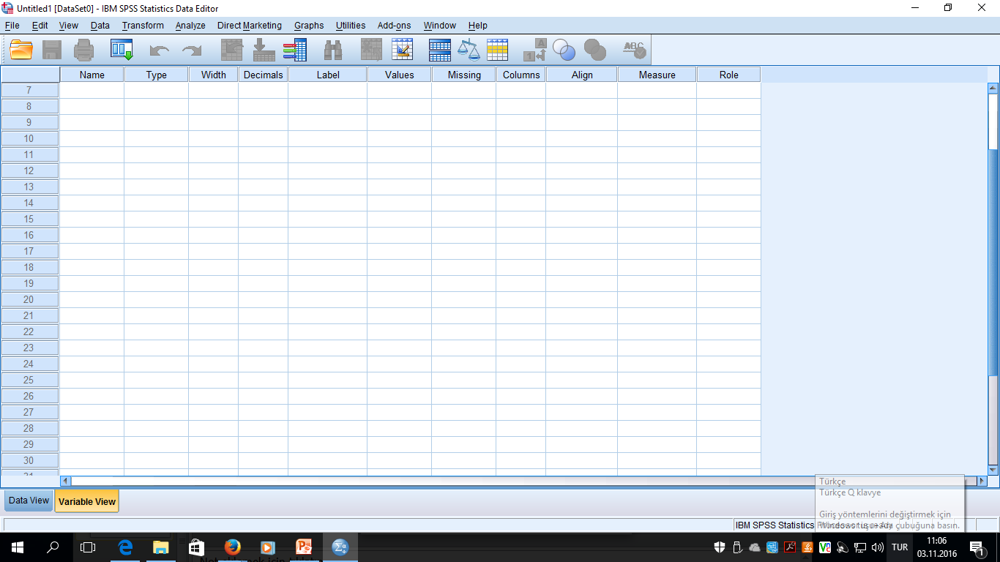 Untitled1 [DataSet0] - IBM SPSS Statistics Data Editor
File Edit View Data Transform Analyze Direct Marketing Graphs Utilities Add-ons Window Help
Name Type Width Decimals Label Values Missing Columns Align Measure Role
7
8
9
10
11
12
13
14
15
16
17
18
19
20
21
22
23
24
25
26
27
28
29
30
31
Data View Variable View
Türkçe
Türkçe Q klavye
Giriş yöntemlerini değiştirmek için
Windows tuşu+Ara çubuğuna basın.
IBM SPSS Statistics Processor is ready
TUR
11:06
03.11.2016
1